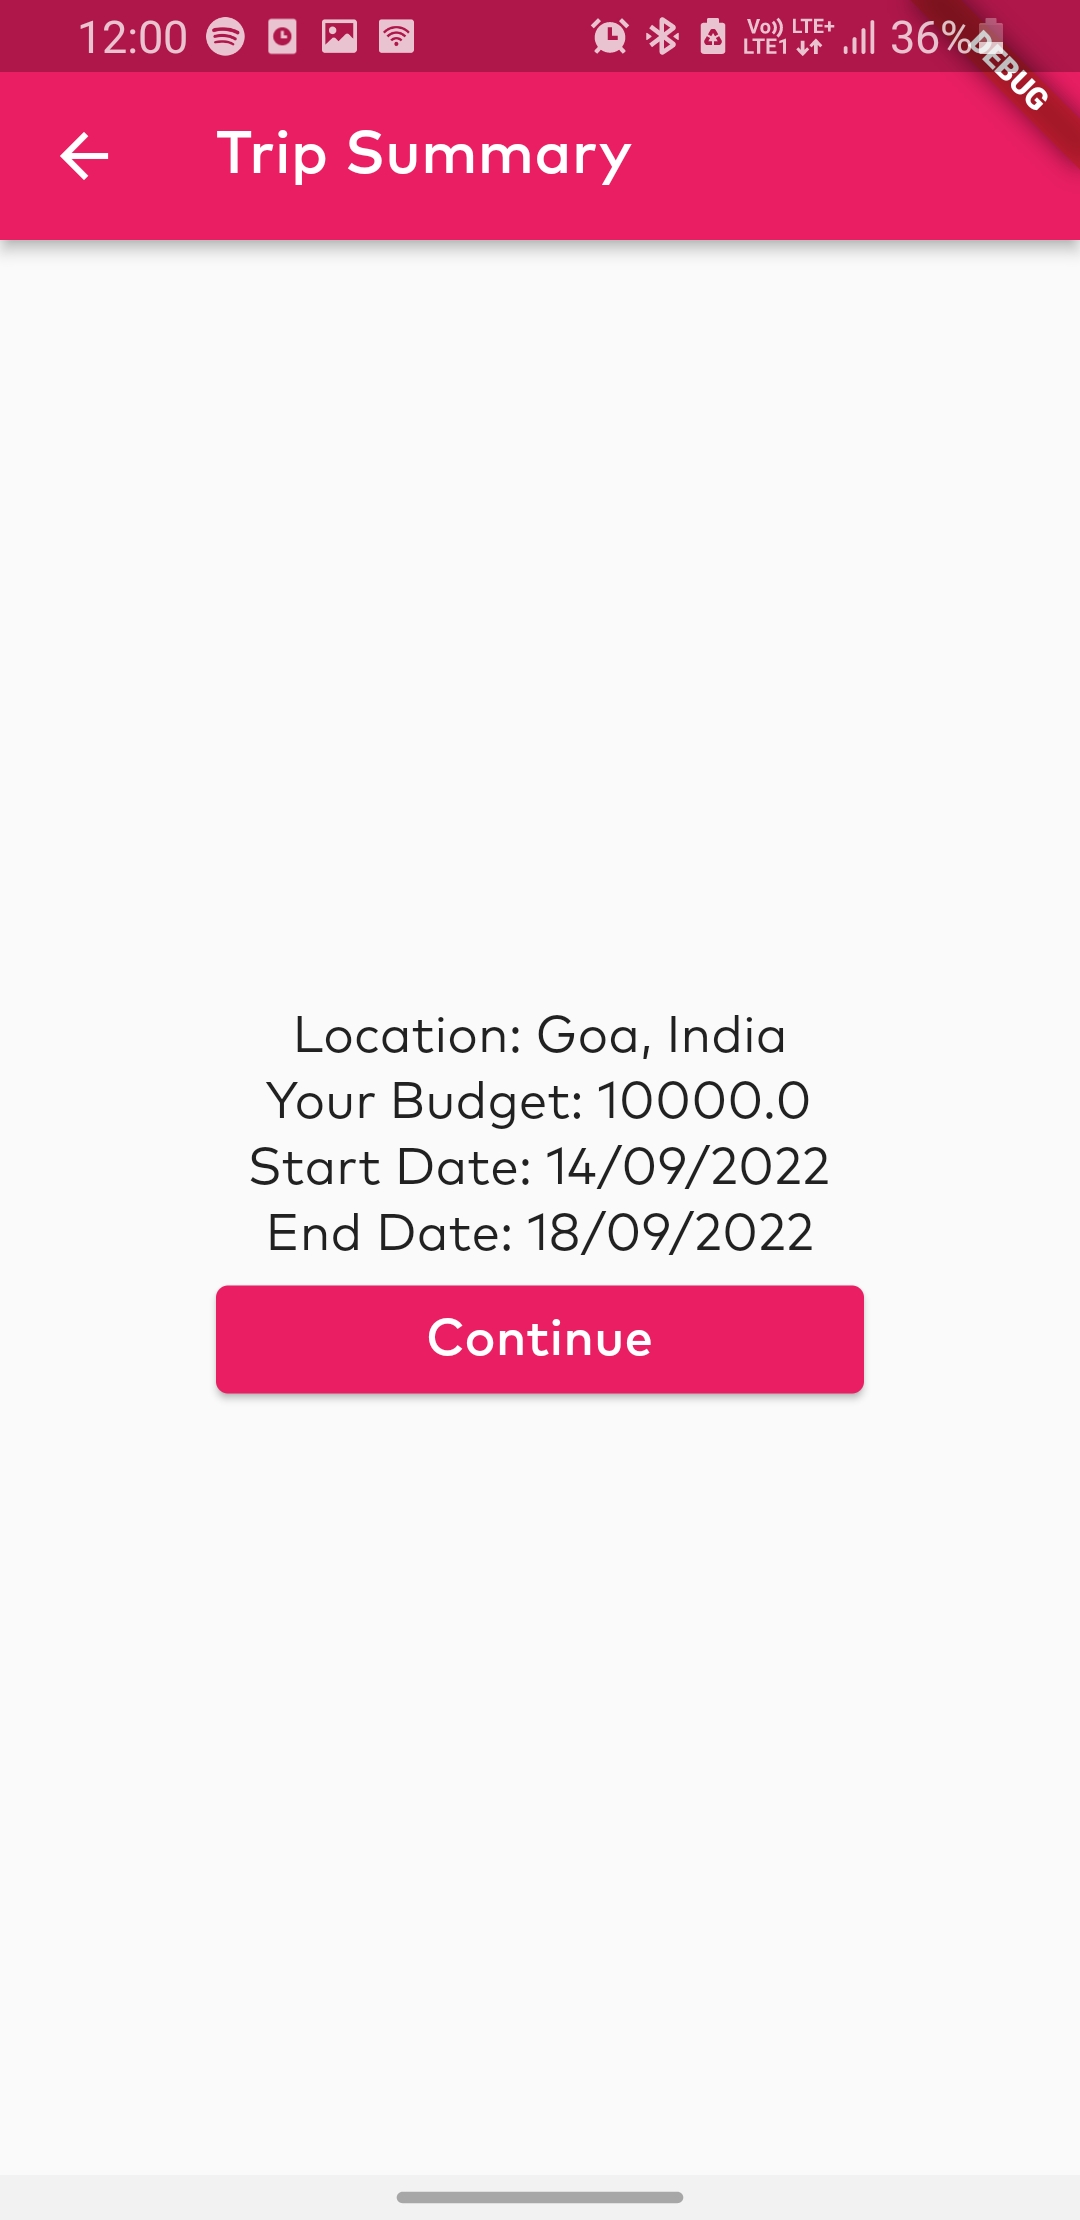 12:00
Vo)) LTE+
LTE1
36%
DEBUG
Trip Summary
Location: Goa, India
Your Budget: 10000.0
Start Date: 14/09/2022
End Date: 18/09/2022
Continue